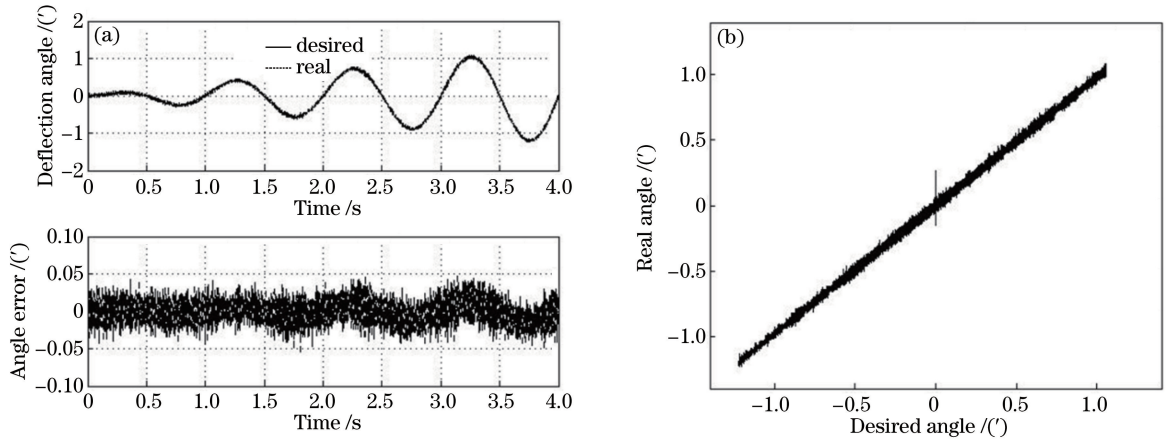 (a)
Deflection angle /(′)
2
1
0
−1
−2
desired
real
0 0.5 1.0 1.5 2.0 2.5 3.0 3.5 4.0
Time /s
Angle error /(′)
0.10
0.05
0
−0.05
−0.10
0 0.5 1.0 1.5 2.0 2.5 3.0 3.5 4.0
Time /s
(b)
Real angle /(′)
1.0
0.5
0
−0.5
−1.0
−1.0 −0.5 0 0.5 1.0
Desired angle /(′)